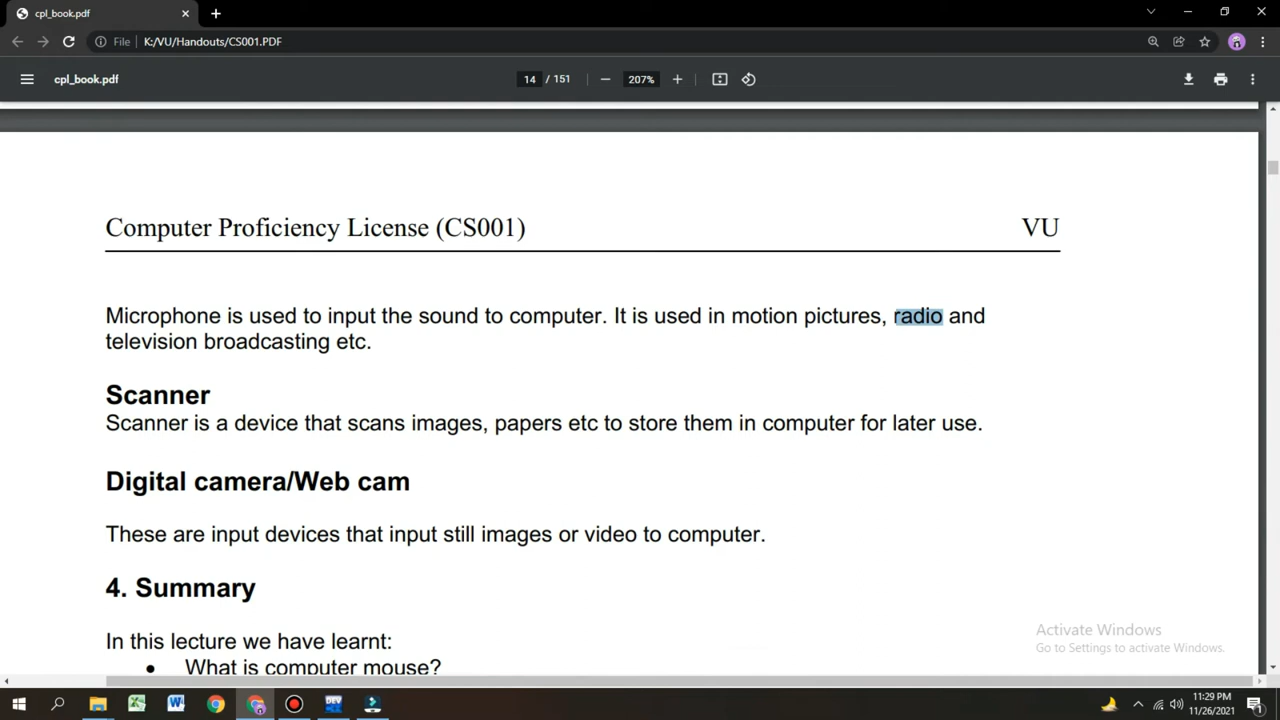 cpl_book.pdf
File K:/VU/Handouts/CS001.PDF
cpl_book.pdf 14 / 151 207%
Computer Proficiency License (CS001) VU
Microphone is used to input the sound to computer. It is used in motion pictures, radio and
television broadcasting etc.
Scanner
Scanner is a device that scans images, papers etc to store them in computer for later use.
Digital camera/Web cam
These are input devices that input still images or video to computer.
4. Summary
In this lecture we have learnt:
• What is computer mouse?
Activate Windows
Go to Settings to activate Windows.
DEV
11:29 PM
11/26/2021